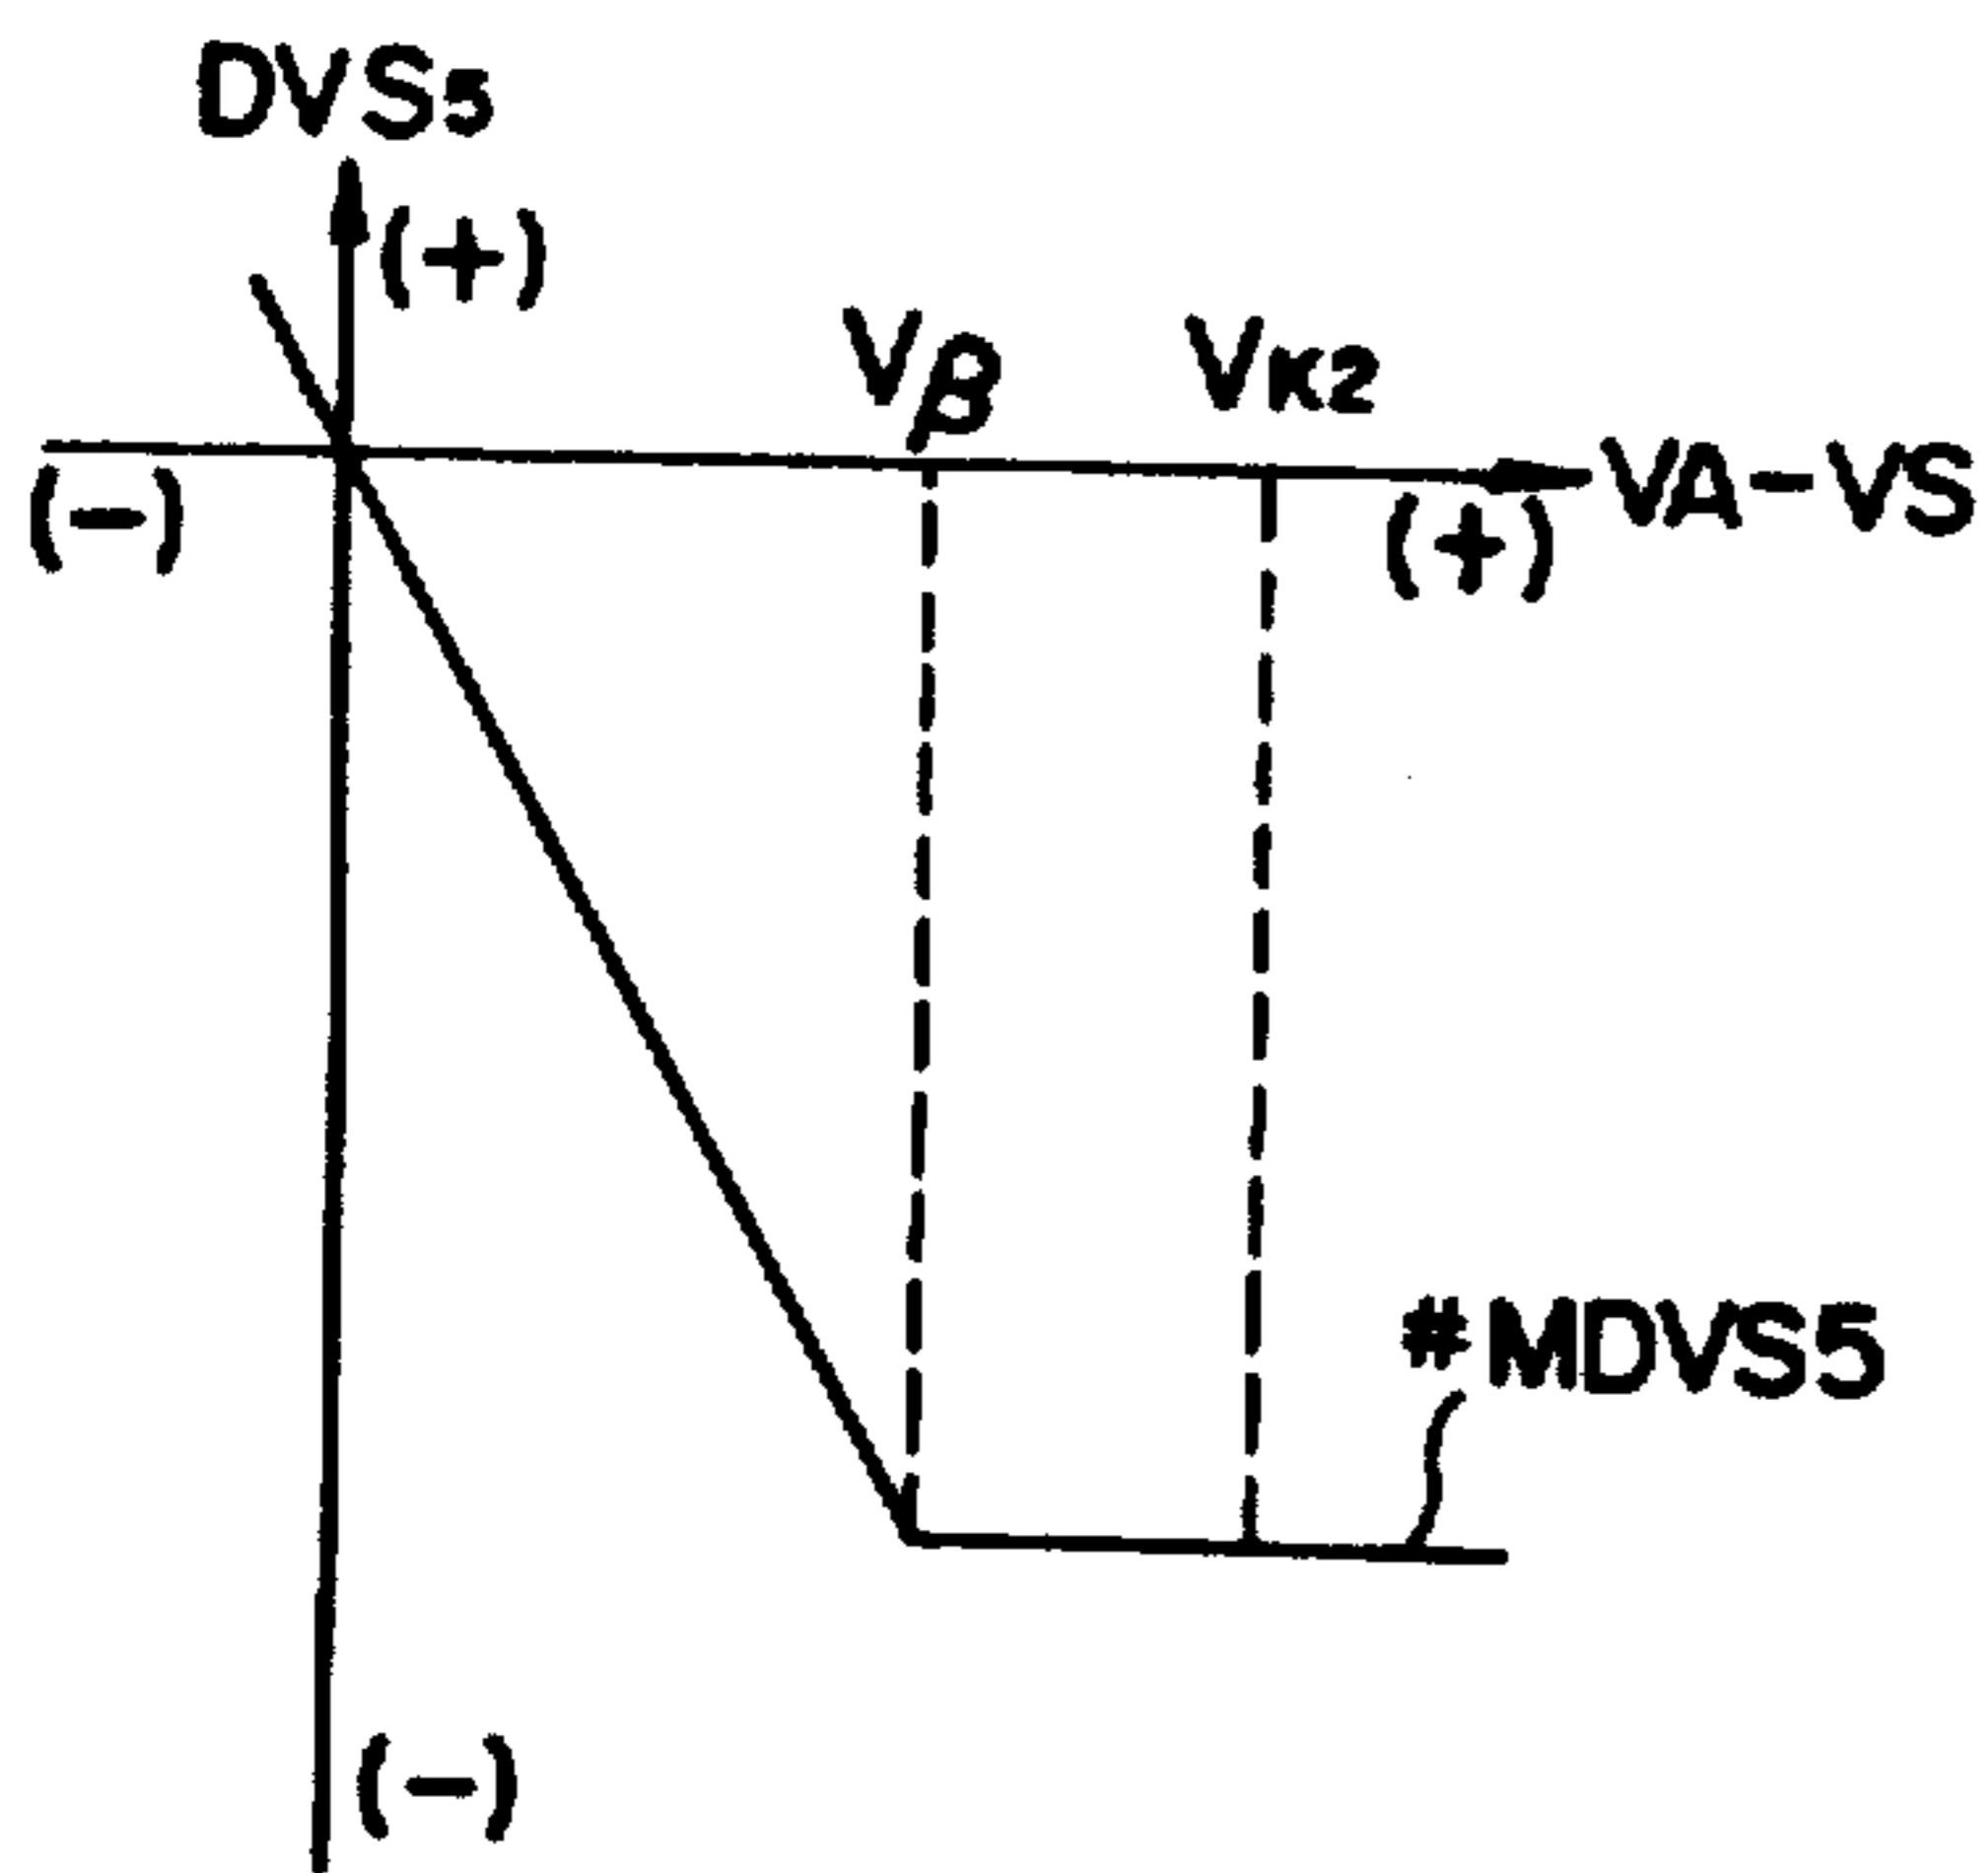 DVS5
(+)
Vβ
VK2
VA-VS
(-)
(+)
#MDVS5
(-)